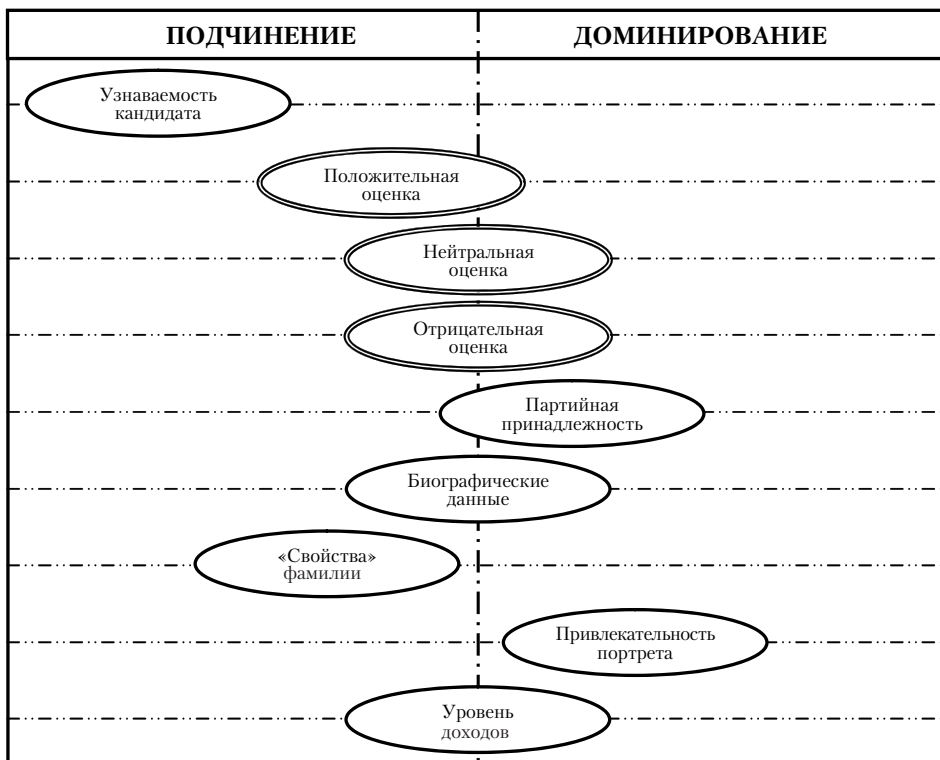 ПОДЧИНЕНИЕ
ДОМИНИРОВАНИЕ
Узнаваемость
кандидата
Положительная
оценка
Нейтральная
оценка
Отрицательная
оценка
Партийная
принадлежность
Биографические
данные
«Свойства»
фамилии
Привлекательность
портрета
Уровень
доходов